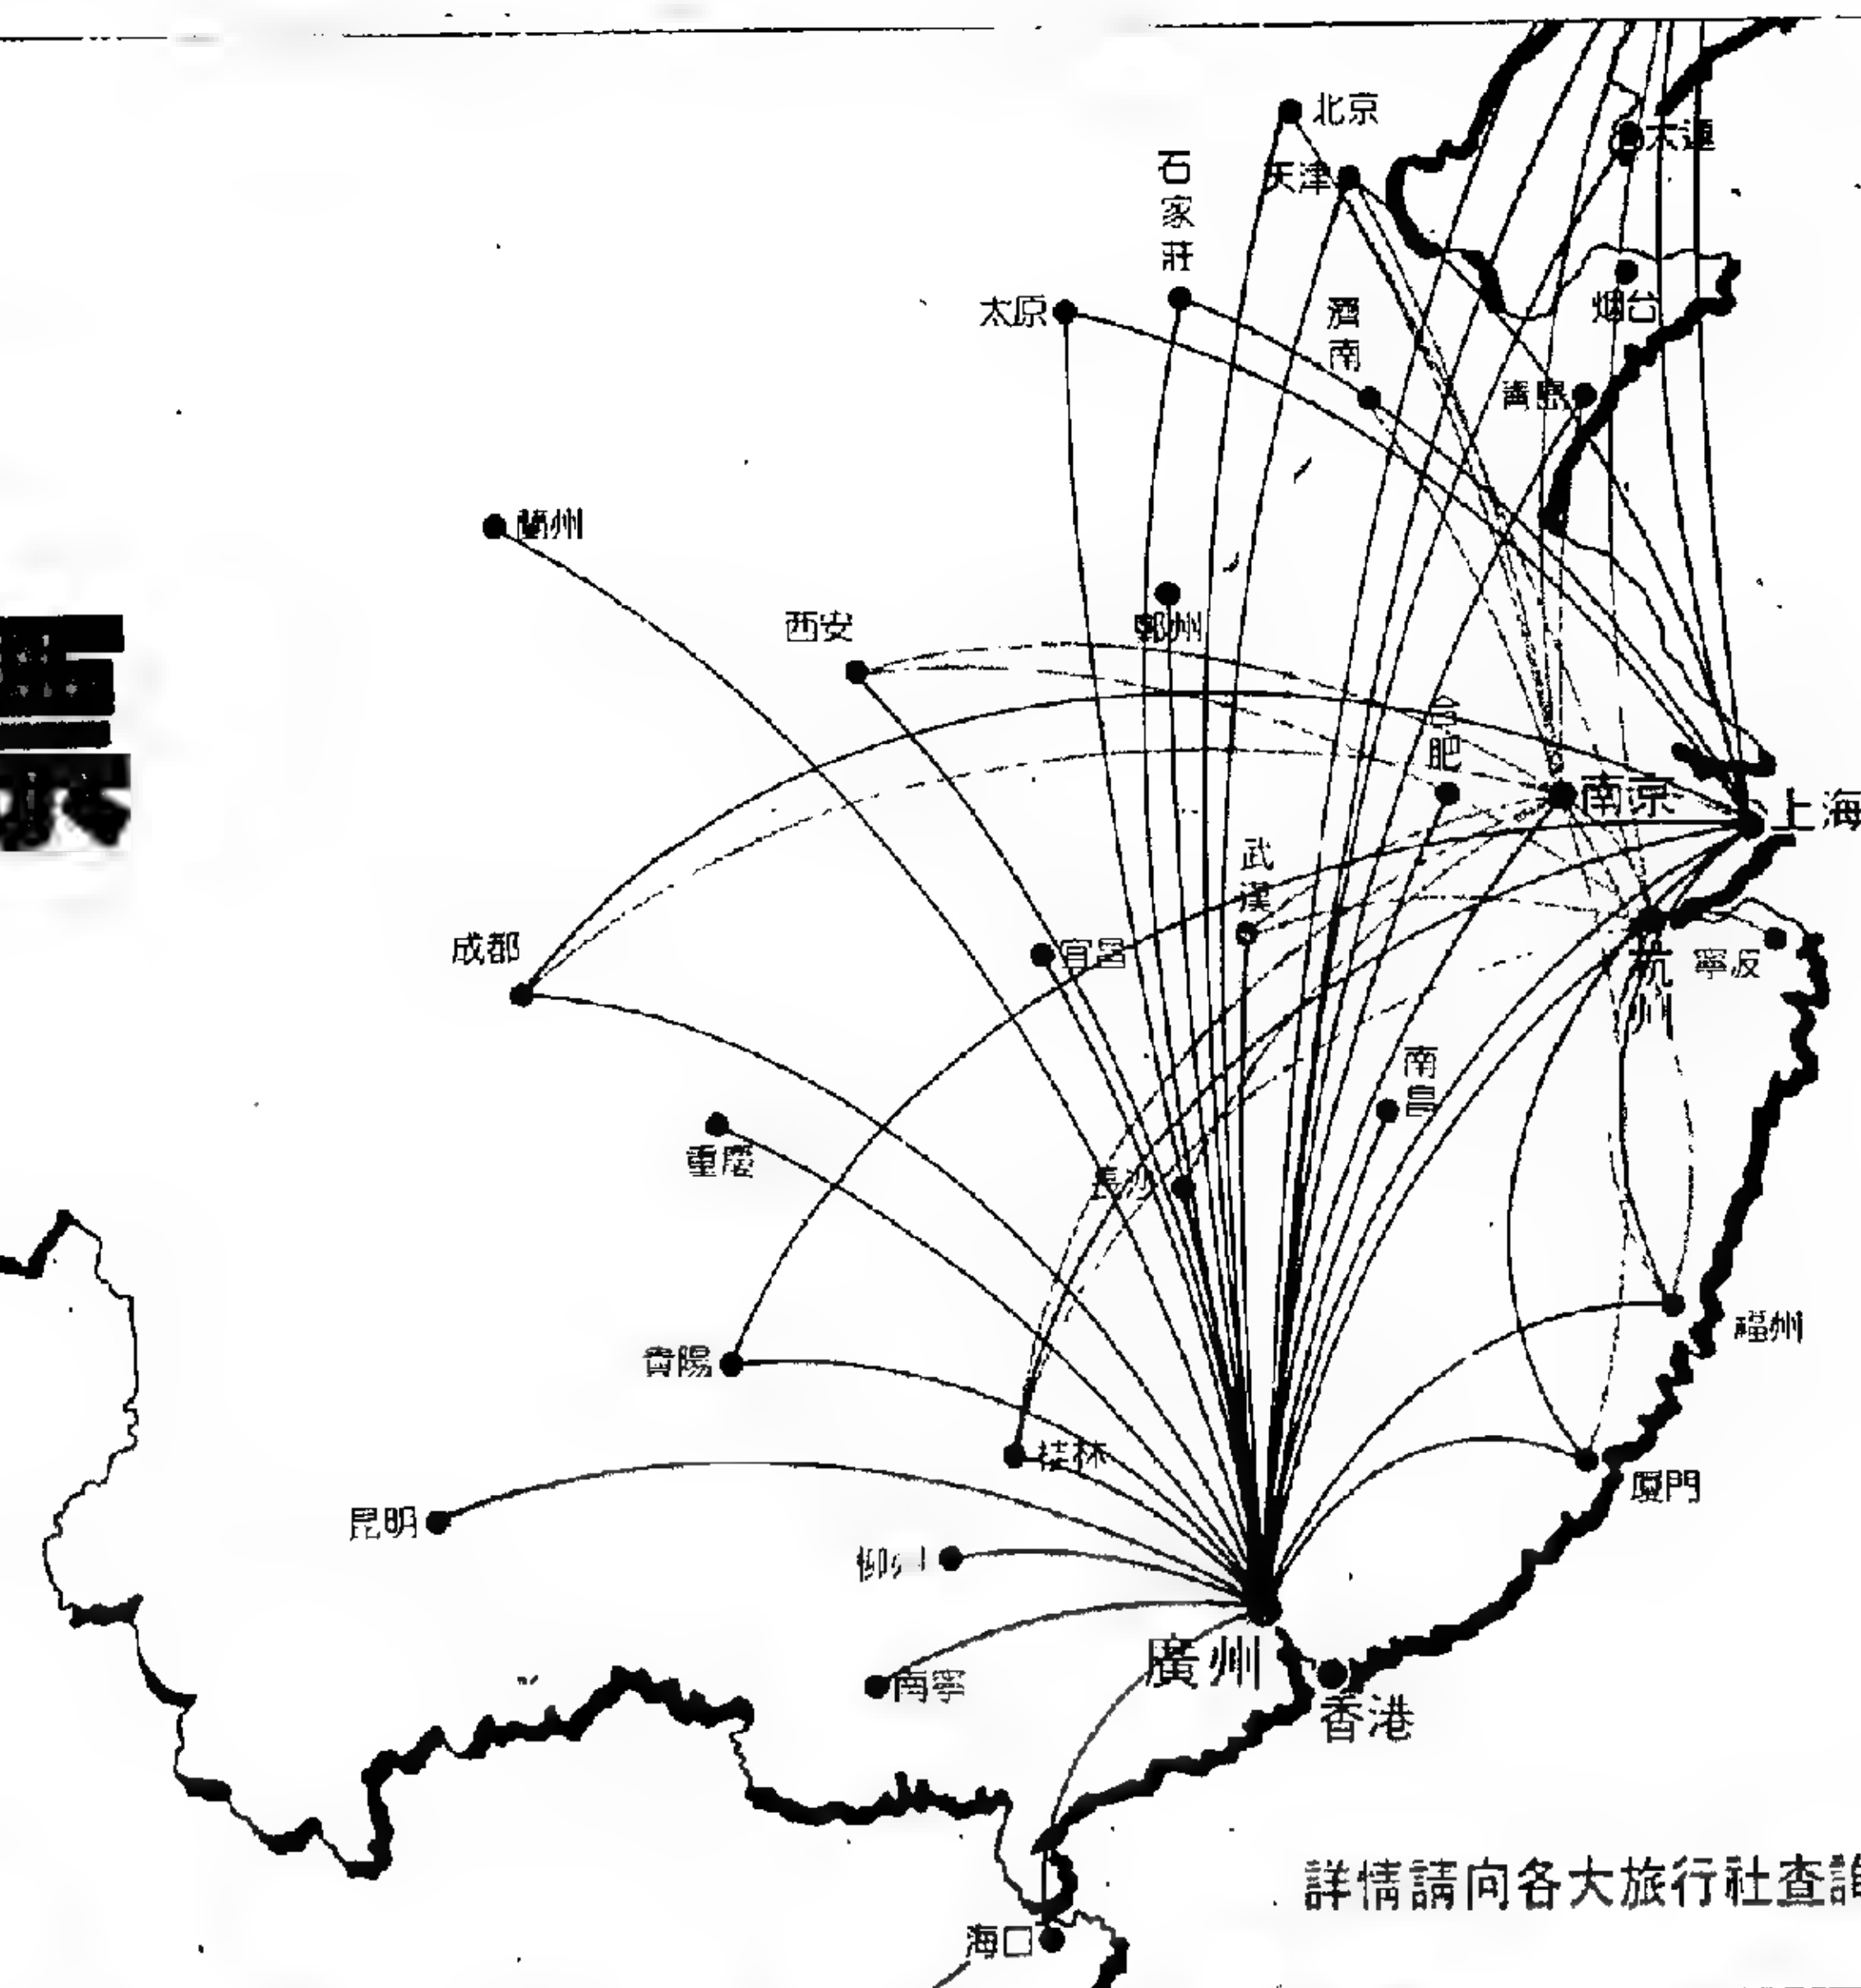 北京
大連
天津
石家莊
太原
濟南
烟台
青島
蘭州
西安
鄭州
合肥
南京
上海
武漢
成都
宜昌
杭州
寧波
南昌
重慶
長沙
福州
貴陽
桂林
廈門
昆明
柳州
廣州
南寧
香港
詳情請向各大旅行社查詢
海口